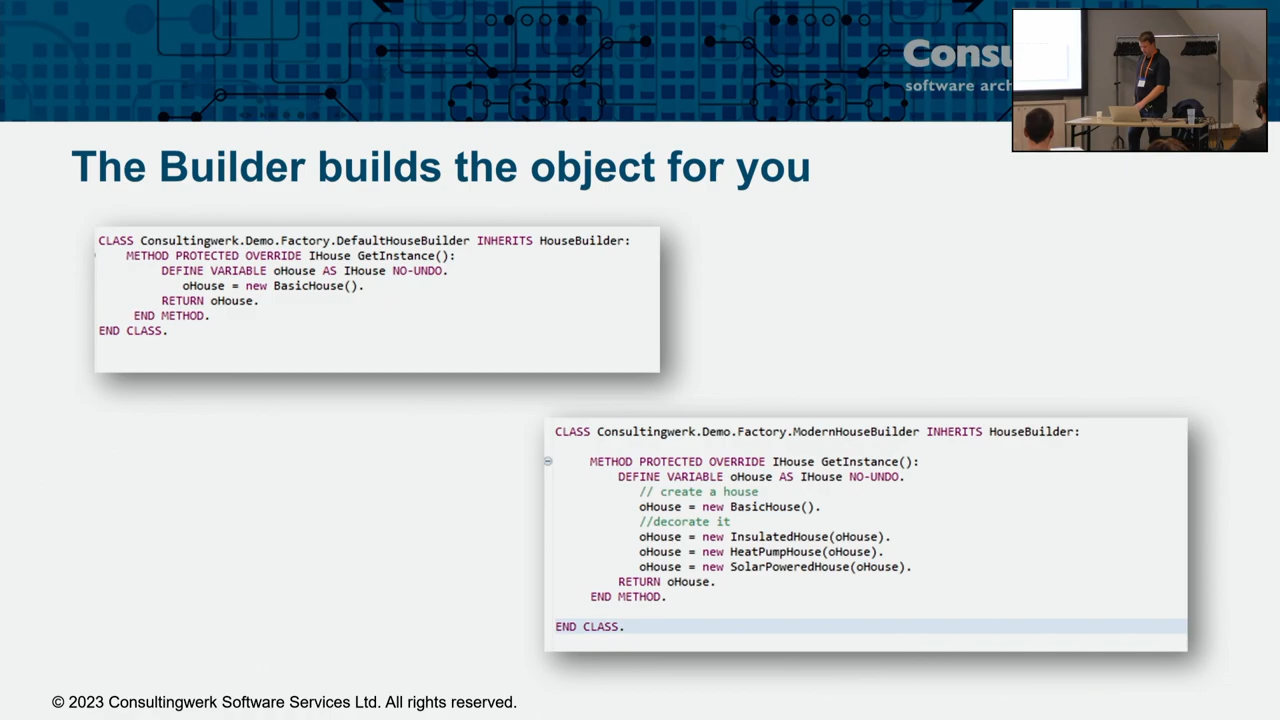 Consu
software arch
The Builder builds the object for you
CLASS Consultingwerk.Demo.Factory.DefaultHouseBuilder INHERITS HouseBuilder:
METHOD PROTECTED OVERRIDE IHouse GetInstance():
DEFINE VARIABLE oHouse AS IHouse NO-UNDO.
oHouse = new BasicHouse().
RETURN oHouse.
END METHOD.
END CLASS.
CLASS Consultingwerk.Demo.Factory.ModernHouseBuilder INHERITS HouseBuilder:
METHOD PROTECTED OVERRIDE IHouse GetInstance():
DEFINE VARIABLE oHouse AS IHouse NO-UNDO.
// create a house
oHouse = new BasicHouse().
//decorate it
oHouse = new InsulatedHouse(oHouse).
oHouse = new HeatPumpHouse(oHouse).
oHouse = new SolarPoweredHouse(oHouse).
RETURN oHouse.
END METHOD.
END CLASS.
© 2023 Consultingwerk Software Services Ltd. All rights reserved.